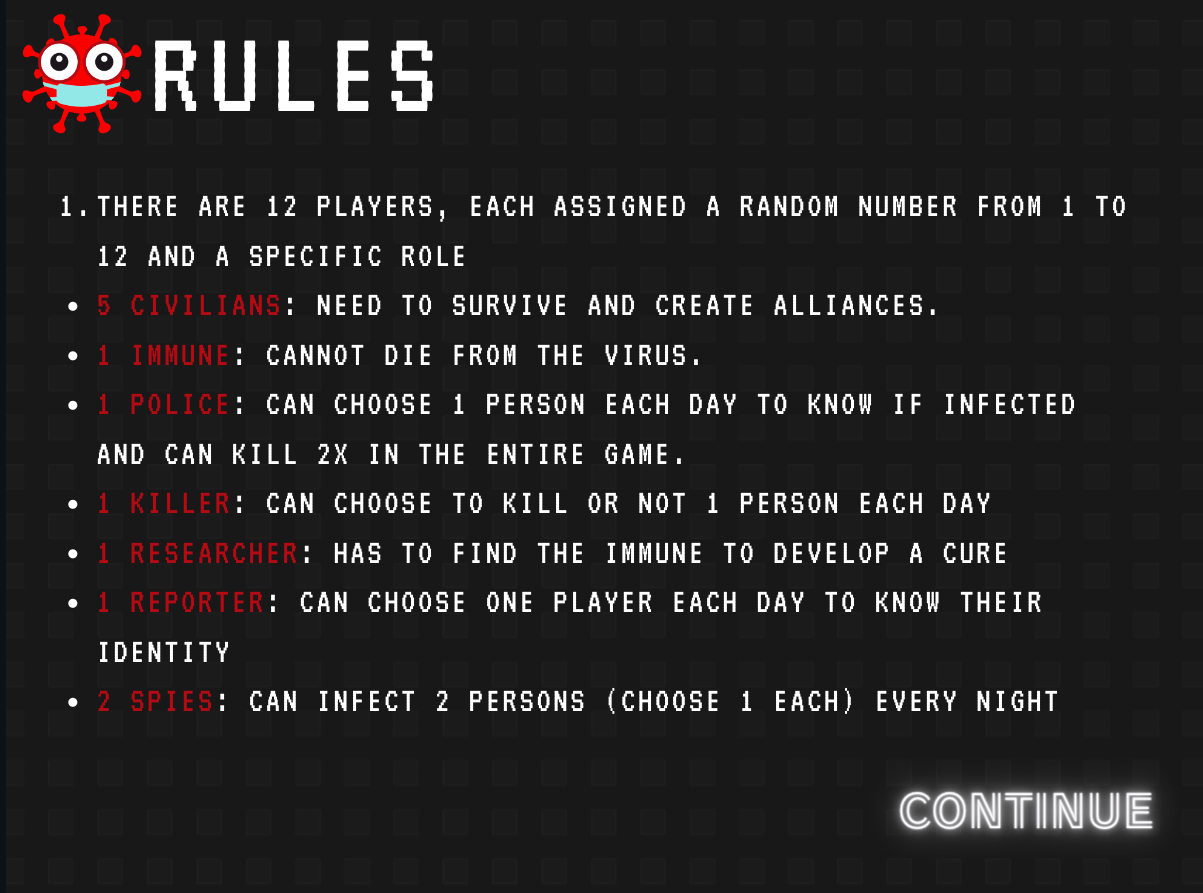 RULES
1. THERE ARE 12 PLAYERS, EACH ASSIGNED A RANDOM NUMBER FROM 1 TO
12 AND A SPECIFIC ROLE
• 5 CIVILIANS: NEED TO SURVIVE AND CREATE ALLIANCES.
• 1 IMMUNE: CANNOT DIE FROM THE VIRUS.
• 1 POLICE: CAN CHOOSE 1 PERSON EACH DAY TO KNOW IF INFECTED
AND CAN KILL 2X IN THE ENTIRE GAME.
• 1 KILLER: CAN CHOOSE TO KILL OR NOT 1 PERSON EACH DAY
• 1 RESEARCHER: HAS TO FIND THE IMMUNE TO DEVELOP A CURE
• 1 REPORTER: CAN CHOOSE ONE PLAYER EACH DAY TO KNOW THEIR
IDENTITY
• 2 SPIES: CAN INFECT 2 PERSONS (CHOOSE 1 EACH) EVERY NIGHT
CONTINUE